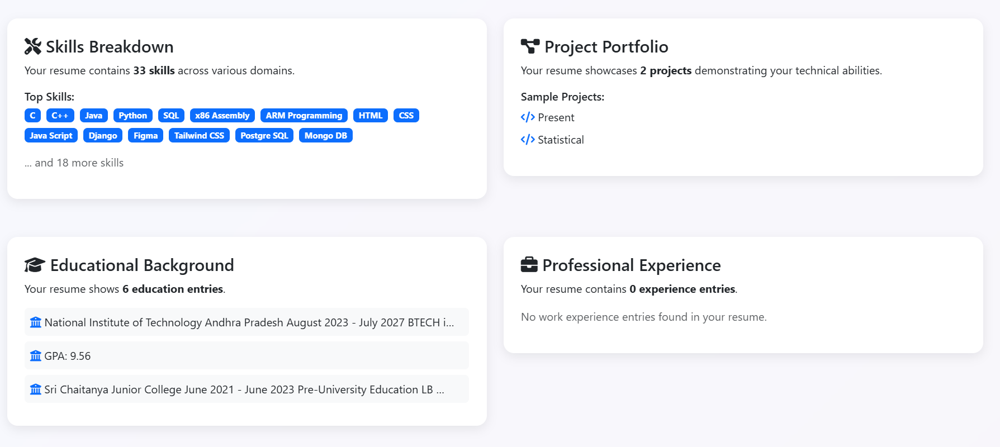 Skills Breakdown
Your resume contains 33 skills across various domains.
Top Skills:
C C++ Java Python SQL x86 Assembly ARM Programming HTML CSS
Java Script Django Figma Tailwind CSS Postgre SQL Mongo DB
... and 18 more skills
Project Portfolio
Your resume showcases 2 projects demonstrating your technical abilities.
Sample Projects:
</> Present
</> Statistical
Educational Background
Your resume shows 6 education entries.
National Institute of Technology Andhra Pradesh August 2023 - July 2027 BTECH i...
GPA: 9.56
Sri Chaitanya Junior College June 2021 - June 2023 Pre-University Education LB ...
Professional Experience
Your resume contains 0 experience entries.
No work experience entries found in your resume.